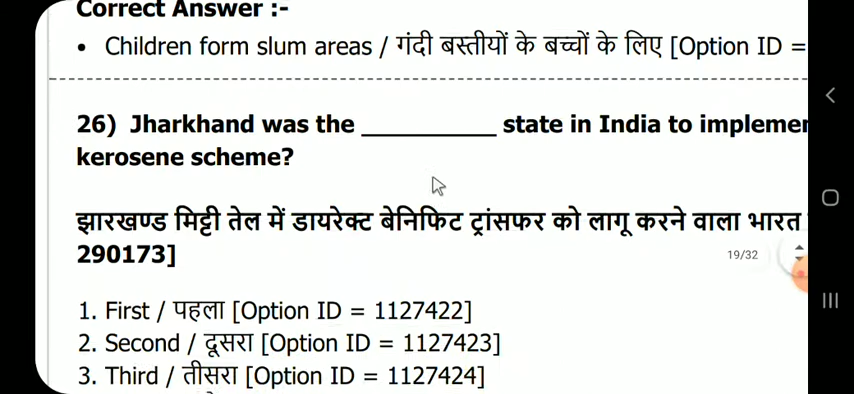 Correct Answer :-
• Children form slum areas / गंदी बस्तीयों के बच्चों के लिए [Option ID =
26) Jharkhand was the __________ state in India to implemen
kerosene scheme?
झारखण्ड मिट्टी तेल में डायरेक्ट बेनिफिट ट्रांसफर को लागू करने वाला भारत
290173]
19/32
1. First / पहला [Option ID = 1127422]
2. Second / दूसरा [Option ID = 1127423]
3. Third / तीसरा [Option ID = 1127424]